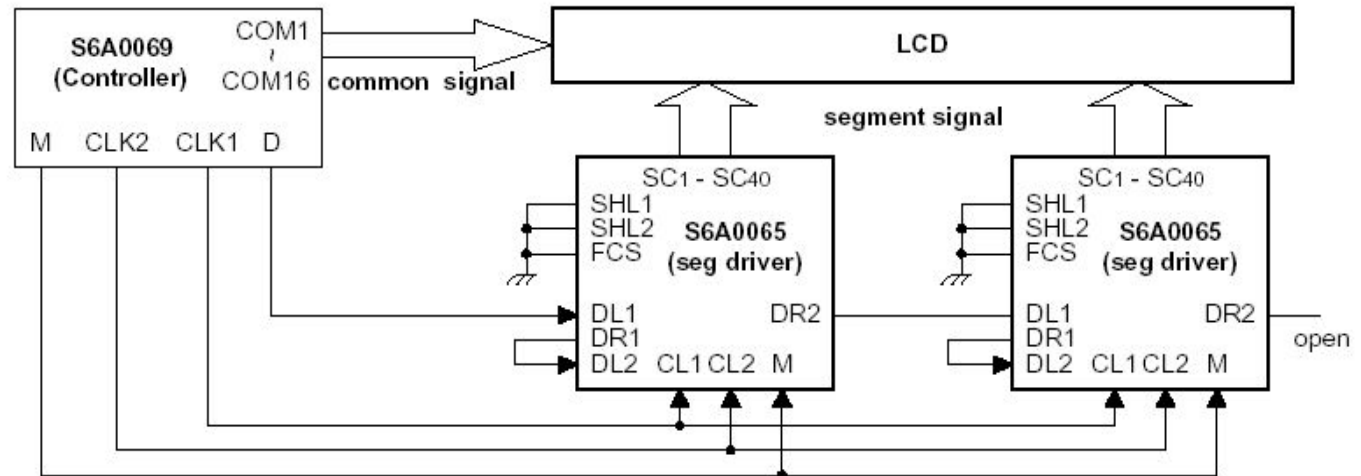 S6A0069
(Controller)
COM1
~
COM16
M CLK2 CLK1 D
common signal
LCD
segment signal
SC1 - SC40
SHL1
SHL2
FCS
S6A0065
(seg driver)
DL1
DR1
DL2
CL1 CL2 M
DR2
SC1 - SC40
SHL1
SHL2
FCS
S6A0065
(seg driver)
DL1
DR1
DL2
CL1 CL2 M
DR2
open